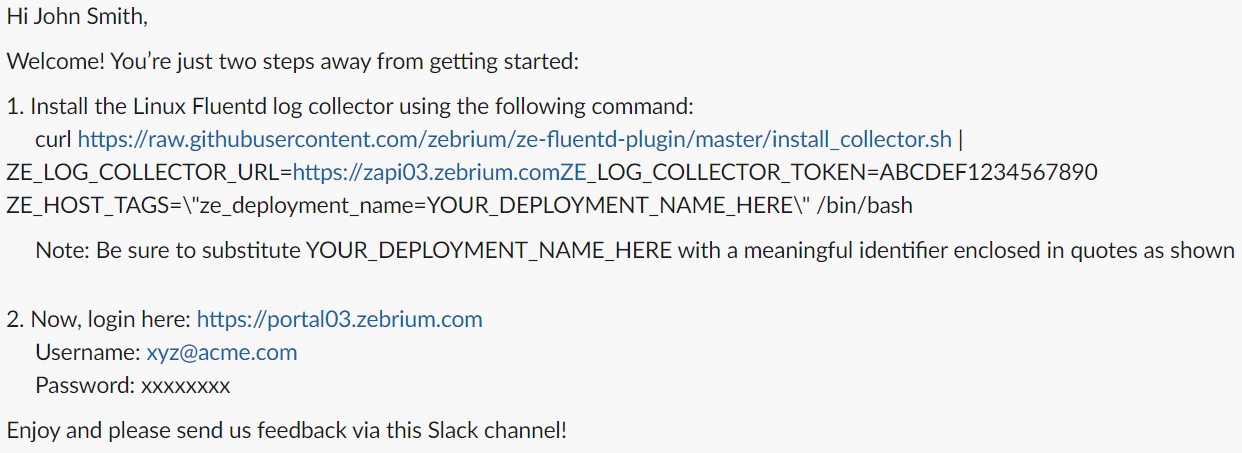 Hi John Smith,
Welcome! You’re just two steps away from getting started:
1. Install the Linux Fluentd log collector using the following command:
curl https://raw.githubusercontent.com/zebrium/ze-fluentd-plugin/master/install_collector.sh |
ZE_LOG_COLLECTOR_URL=https://zapi03.zebrium.comZE_LOG_COLLECTOR_TOKEN=ABCDEF1234567890
ZE_HOST_TAGS=\"ze_deployment_name=YOUR_DEPLOYMENT_NAME_HERE\" /bin/bash
Note: Be sure to substitute YOUR_DEPLOYMENT_NAME_HERE with a meaningful identifier enclosed in quotes as shown
2. Now, login here: https://portal03.zebrium.com
Username: xyz@acme.com
Password: xxxxxxxx
Enjoy and please send us feedback via this Slack channel!